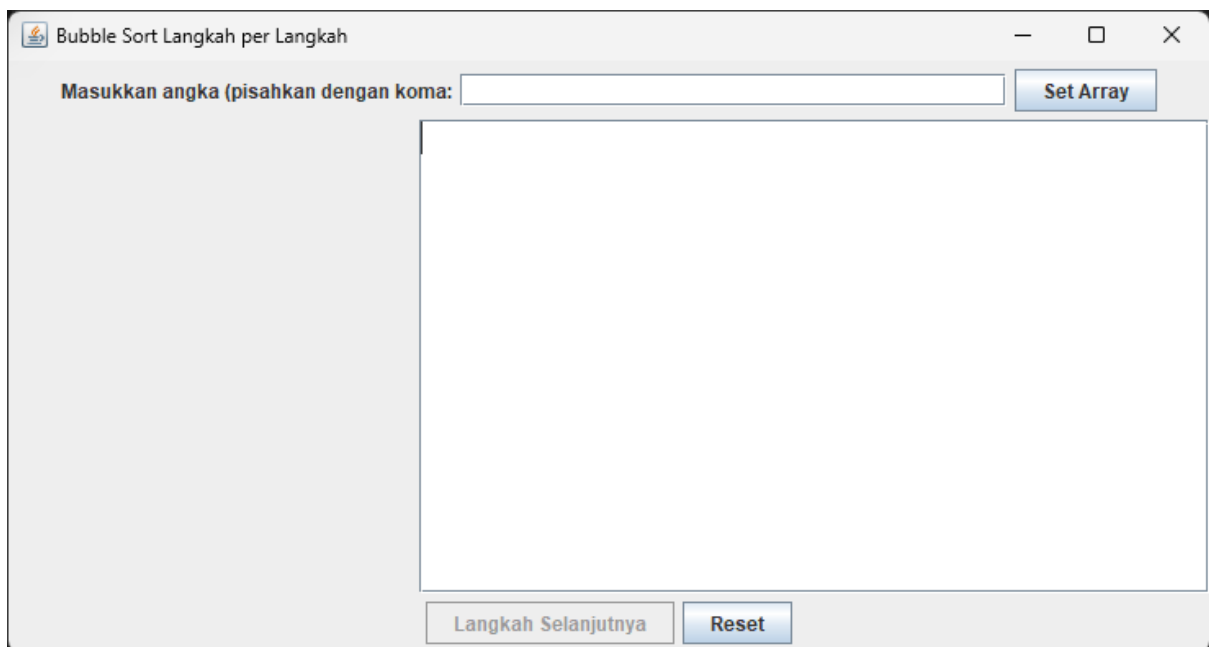 Bubble Sort Langkah per Langkah
Masukkan angka (pisahkan dengan koma: Set Array
Langkah Selanjutnya Reset